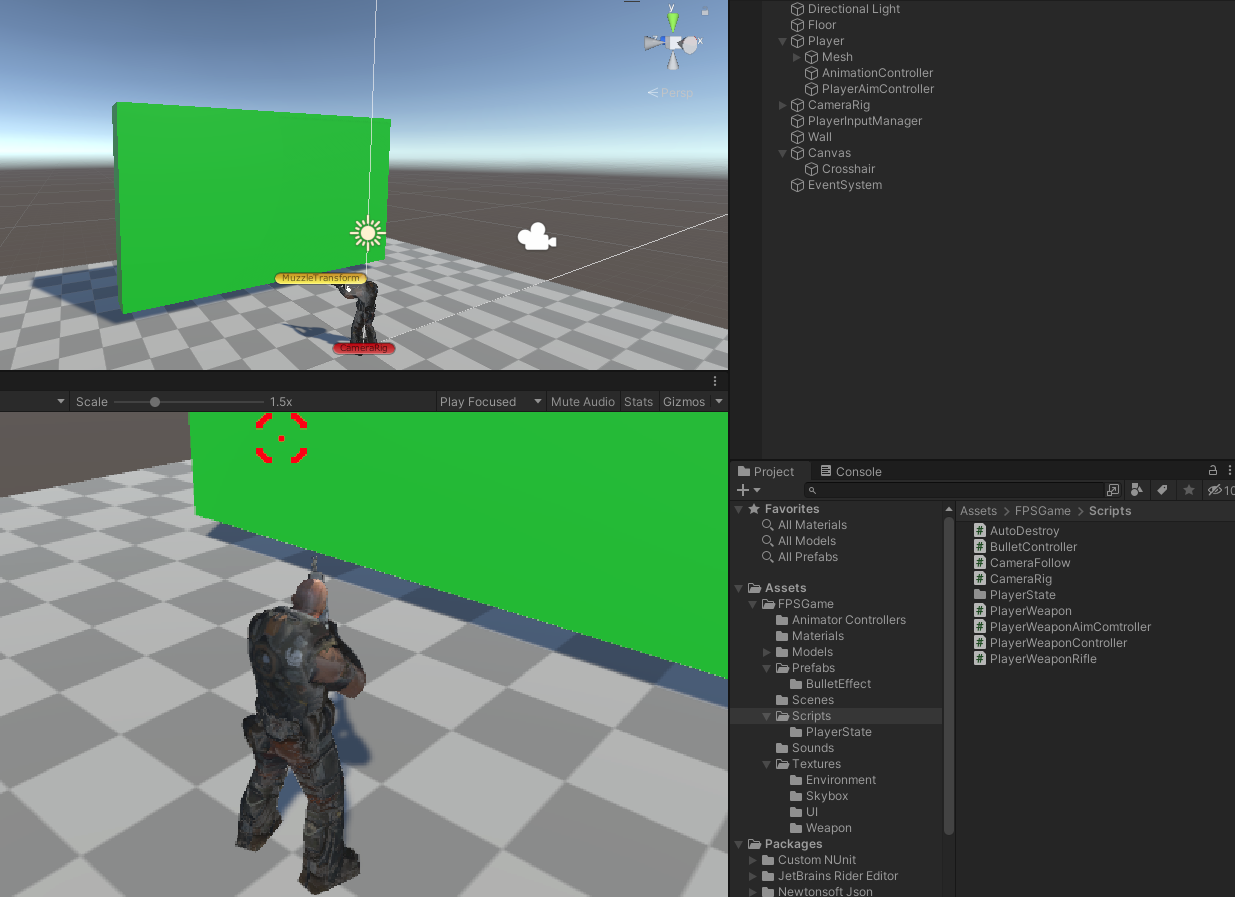 y
x
Persp
MuzzleTransform
CameraRig
Scale
1.5x
Play Focused
Mute Audio
Stats
Gizmos
Directional Light
Floor
Player
Mesh
AnimationController
PlayerAimController
CameraRig
PlayerInputManager
Wall
Canvas
Crosshair
EventSystem
Project
Console
10
Favorites
All Materials
All Models
All Prefabs
Assets
FPSGame
Animator Controllers
Materials
Models
Prefabs
BulletEffect
Scenes
Scripts
PlayerState
Sounds
Textures
Environment
Skybox
UI
Weapon
Packages
Custom NUnit
JetBrains Rider Editor
Newtonsoft Json
Assets > FPSGame > Scripts
AutoDestroy
BulletController
CameraFollow
CameraRig
PlayerState
PlayerWeapon
PlayerWeaponAimComtroller
PlayerWeaponController
PlayerWeaponRifle